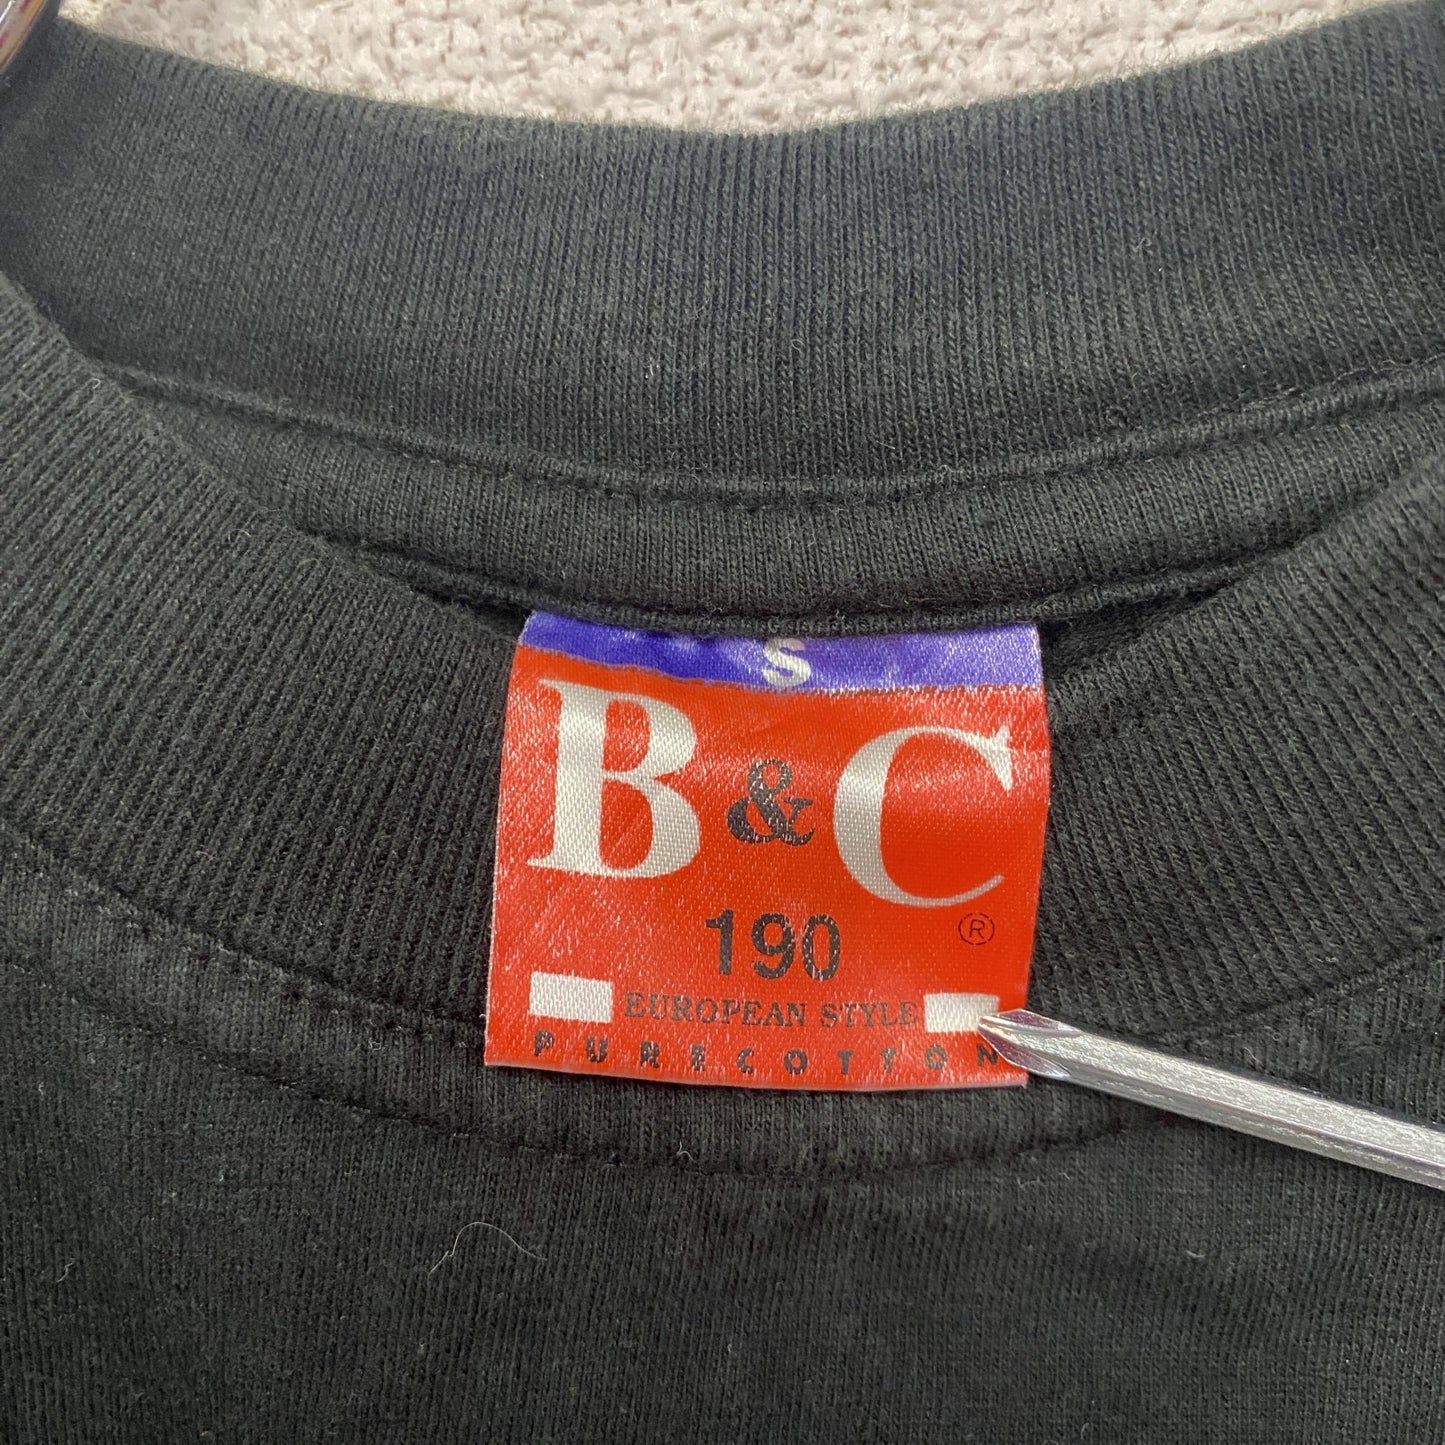 S
B & C
190 ®
EUROPEAN STYLE
PURE COTTON